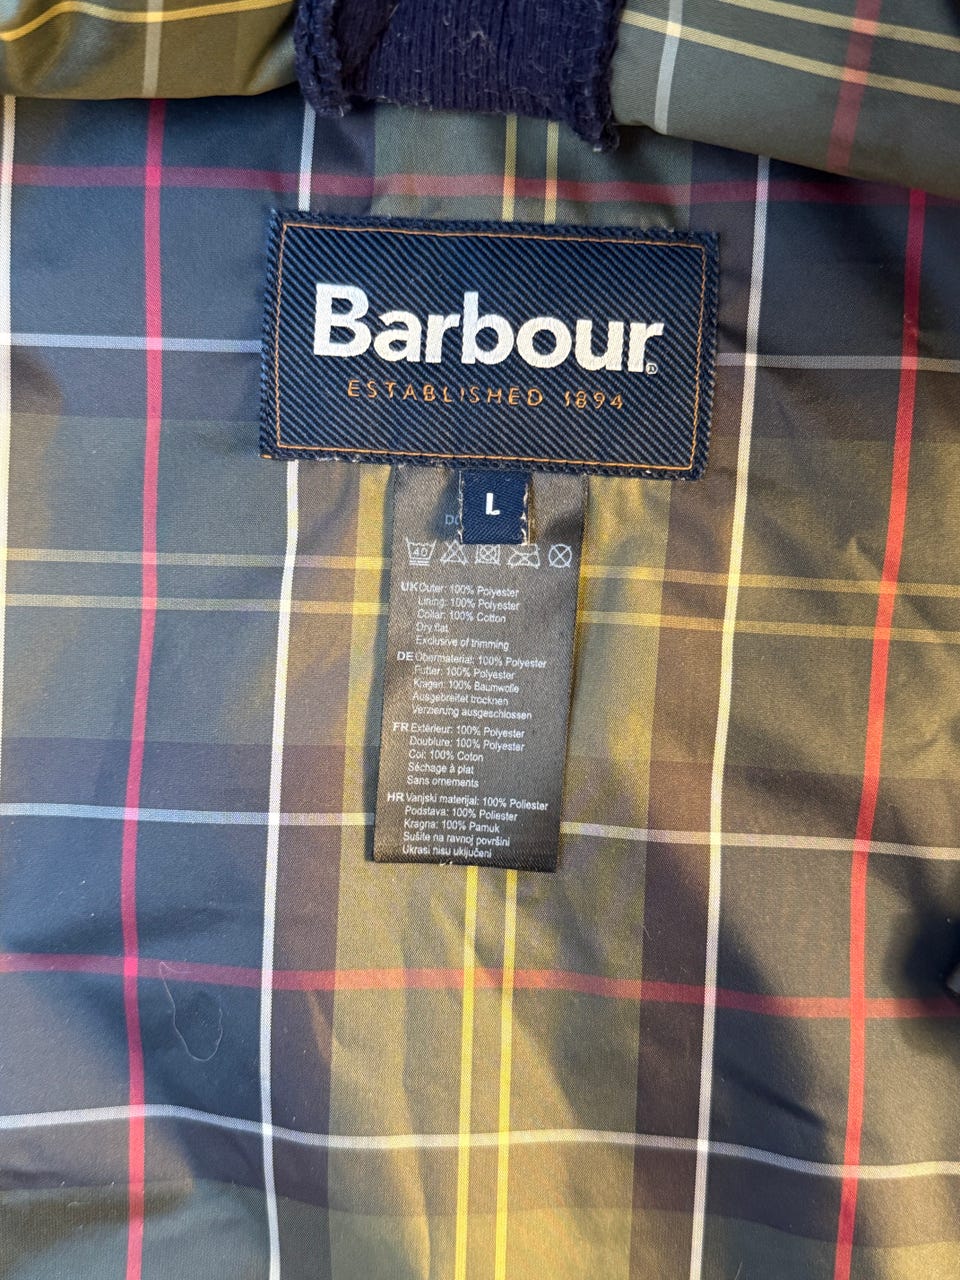 Barbour®
ESTABLISHED 1894
L
40
UK Outer: 100% Polyester
Lining: 100% Polyester
Collar: 100% Cotton
Dry flat
Exclusive of trimming
DE Obermaterial: 100% Polyester
Futter: 100% Polyester
Kragen: 100% Baumwolle
Ausgebreitet trocknen
Verzierung ausgeschlossen
FR Extérieur: 100% Polyester
Doublure: 100% Polyester
Col: 100% Coton
Séchage à plat
Sans ornements
HR Vanjski materijal: 100% Poliester
Podstava: 100% Poliester
Kragna: 100% Pamuk
Sušite na ravnoj površini
Ukrasi nisu uključeni